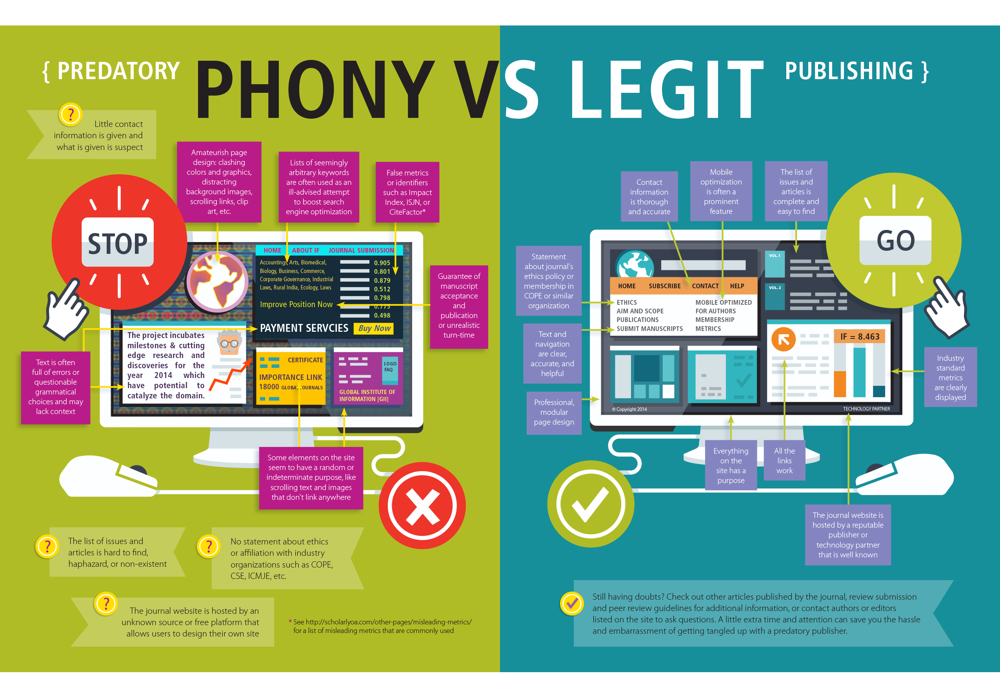 { PREDATORY PHONY VS LEGIT PUBLISHING }
?
Little contact
information is given and
what is given is suspect
Amateurish page
design: clashing
colors and graphics,
distracting
background images,
scrolling links, clip
art, etc.
Lists of seemingly
arbitrary keywords
are often used as an
ill-advised attempt
to boost search
engine optimization
False metrics
or identifiers
such as Impact
Index, ISJN, or
CiteFactor*
STOP
HOME ABOUT IF JOURNAL SUBMISSION
Accountings, Arts, Biomedical,
Biology, Business, Commerce,
Corporate Governance, Industrial
Laws, Rural India, Ecology, Laws
0.905
0.801
0.879
0.512
0.798
0.775
0.498
Improve Position Now
PAYMENT SERVCIES Buy Now
2011 2012 2013
The project incubates
milestones & cutting
edge research and
discoveries for the
year 2014 which
have potential to
catalyze the domain.
CERTIFICATE
IMPORTANCE LINK
18000 GLOBAL JOURNALS
LOGO
FAQ
GLOBAL INSTITUTE OF
INFORMATION [GII]
Guarantee of
manuscript
acceptance
and
publication
or unrealistic
turn-time
Text is often
full of errors or
questionable
grammatical
choices and may
lack context
Some elements on the site
seem to have a random or
indeterminate purpose, like
scrolling text and images
that don't link anywhere
?
The list of issues and
articles is hard to find,
haphazard, or non-existent
?
No statement about ethics
or affiliation with industry
organizations such as COPE,
CSE, ICMJE, etc.
?
The journal website is hosted by an
unknown source or free platform that
allows users to design their own site
* See http://scholarlyoa.com/other-pages/misleading-metrics/
for a list of misleading metrics that are commonly used
Contact
information
is thorough
and accurate
Mobile
optimization
is often a
prominent
feature
The list of
issues and
articles is
complete and
easy to find
GO
Statement
about journal's
ethics policy or
membership in
COPE or similar
organization
Text and
navigation
are clear,
accurate, and
helpful
Professional,
modular
page design
HOME SUBSCRIBE CONTACT HELP
ETHICS
AIM AND SCOPE
PUBLICATIONS
SUBMIT MANUSCRIPTS
MOBILE OPTIMIZED
FOR AUTHORS
MEMBERSHIP
METRICS
VOL. 1
VOL. 2
IF = 8.463
© Copyright 2014
TECHNOLOGY PARTNER
Industry
standard
metrics
are clearly
displayed
Everything
on the
site has a
purpose
All the
links
work
The journal website is
hosted by a reputable
publisher or
technology partner
that is well known
Still having doubts? Check out other articles published by the journal, review submission
and peer review guidelines for additional information, or contact authors or editors
listed on the site to ask questions. A little extra time and attention can save you the hassle
and embarrassment of getting tangled up with a predatory publisher.